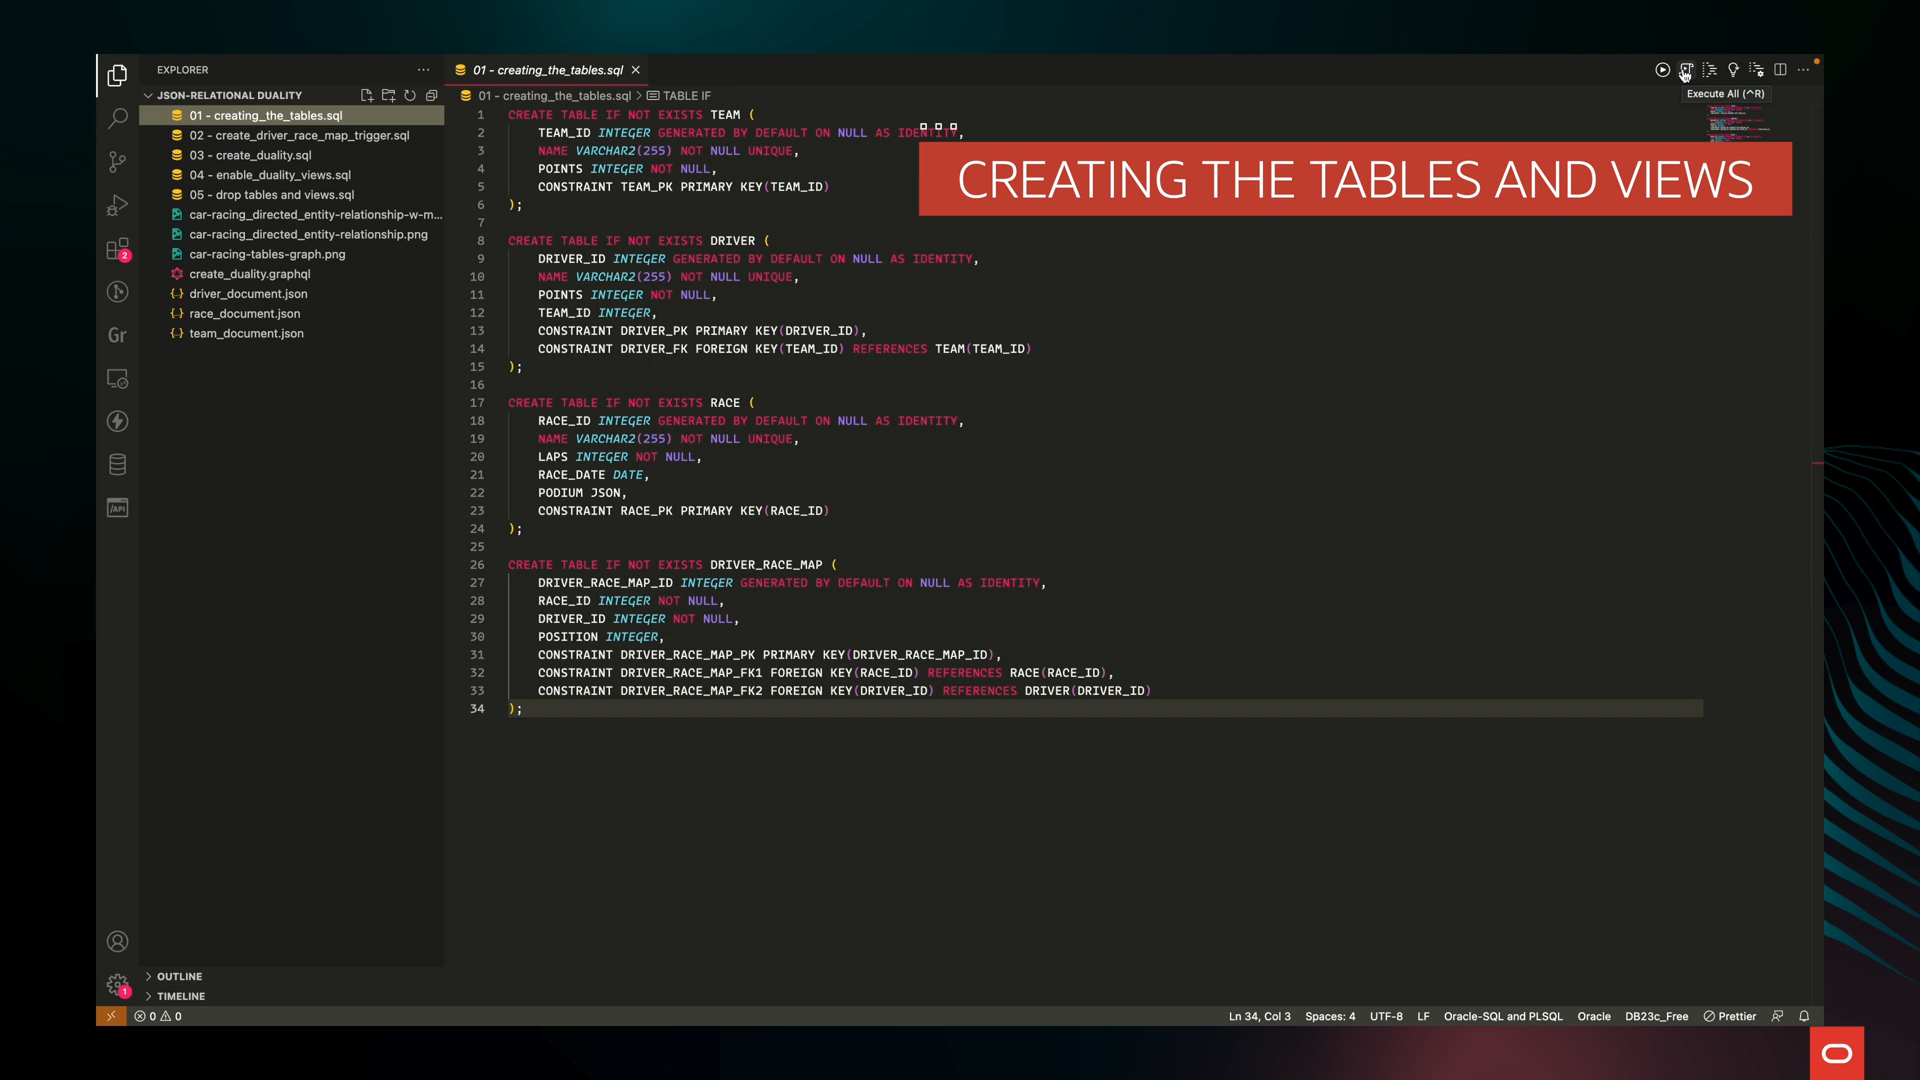 EXPLORER
JSON-RELATIONAL DUALITY
01 - creating_the_tables.sql
02 - create_driver_race_map_trigger.sql
03 - create_duality.sql
04 - enable_duality_views.sql
05 - drop tables and views.sql
car-racing_directed_entity-relationship-w-m...
car-racing_directed_entity-relationship.png
car-racing-tables-graph.png
create_duality.graphql
driver_document.json
race_document.json
team_document.json
2
Gr
/API
1
OUTLINE
TIMELINE
01 - creating_the_tables.sql
Execute All (^R)
01 - creating_the_tables.sql > TABLE IF
CREATING THE TABLES AND VIEWS
1 CREATE TABLE IF NOT EXISTS TEAM (
2 TEAM_ID INTEGER GENERATED BY DEFAULT ON NULL AS IDENTITY,
3 NAME VARCHAR2(255) NOT NULL UNIQUE,
4 POINTS INTEGER NOT NULL,
5 CONSTRAINT TEAM_PK PRIMARY KEY(TEAM_ID)
6 );
7
8 CREATE TABLE IF NOT EXISTS DRIVER (
9 DRIVER_ID INTEGER GENERATED BY DEFAULT ON NULL AS IDENTITY,
10 NAME VARCHAR2(255) NOT NULL UNIQUE,
11 POINTS INTEGER NOT NULL,
12 TEAM_ID INTEGER,
13 CONSTRAINT DRIVER_PK PRIMARY KEY(DRIVER_ID),
14 CONSTRAINT DRIVER_FK FOREIGN KEY(TEAM_ID) REFERENCES TEAM(TEAM_ID)
15 );
16
17 CREATE TABLE IF NOT EXISTS RACE (
18 RACE_ID INTEGER GENERATED BY DEFAULT ON NULL AS IDENTITY,
19 NAME VARCHAR2(255) NOT NULL UNIQUE,
20 LAPS INTEGER NOT NULL,
21 RACE_DATE DATE,
22 PODIUM JSON,
23 CONSTRAINT RACE_PK PRIMARY KEY(RACE_ID)
24 );
25
26 CREATE TABLE IF NOT EXISTS DRIVER_RACE_MAP (
27 DRIVER_RACE_MAP_ID INTEGER GENERATED BY DEFAULT ON NULL AS IDENTITY,
28 RACE_ID INTEGER NOT NULL,
29 DRIVER_ID INTEGER NOT NULL,
30 POSITION INTEGER,
31 CONSTRAINT DRIVER_RACE_MAP_PK PRIMARY KEY(DRIVER_RACE_MAP_ID),
32 CONSTRAINT DRIVER_RACE_MAP_FK1 FOREIGN KEY(RACE_ID) REFERENCES RACE(RACE_ID),
33 CONSTRAINT DRIVER_RACE_MAP_FK2 FOREIGN KEY(DRIVER_ID) REFERENCES DRIVER(DRIVER_ID)
34 );
0 0 Ln 34, Col 3 Spaces: 4 UTF-8 LF Oracle-SQL and PLSQL Oracle DB23c_Free Prettier